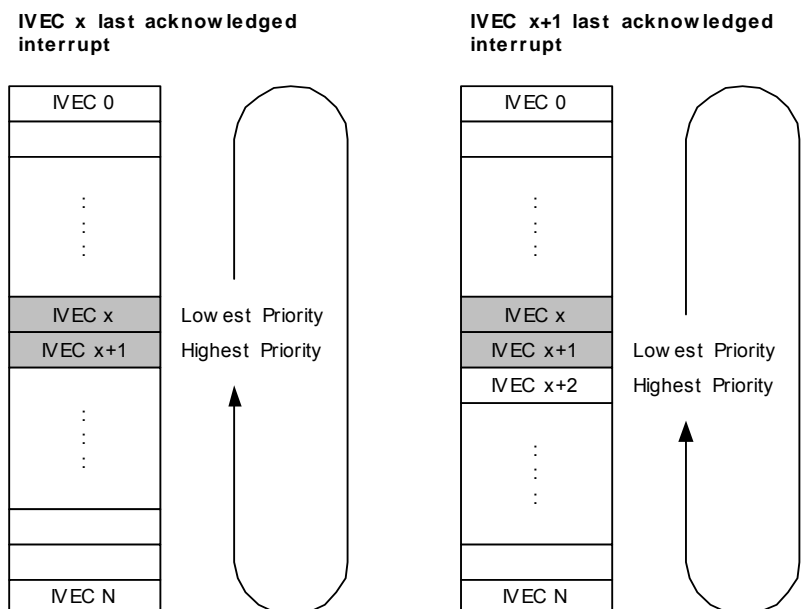 IVEC x last acknowledged
interrupt
IVEC 0
IVEC x
Lowest Priority
IVEC x+1
Highest Priority
IVEC N
IVEC x+1 last acknowledged
interrupt
IVEC 0
IVEC x
IVEC x+1
Lowest Priority
IVEC x+2
Highest Priority
IVEC N